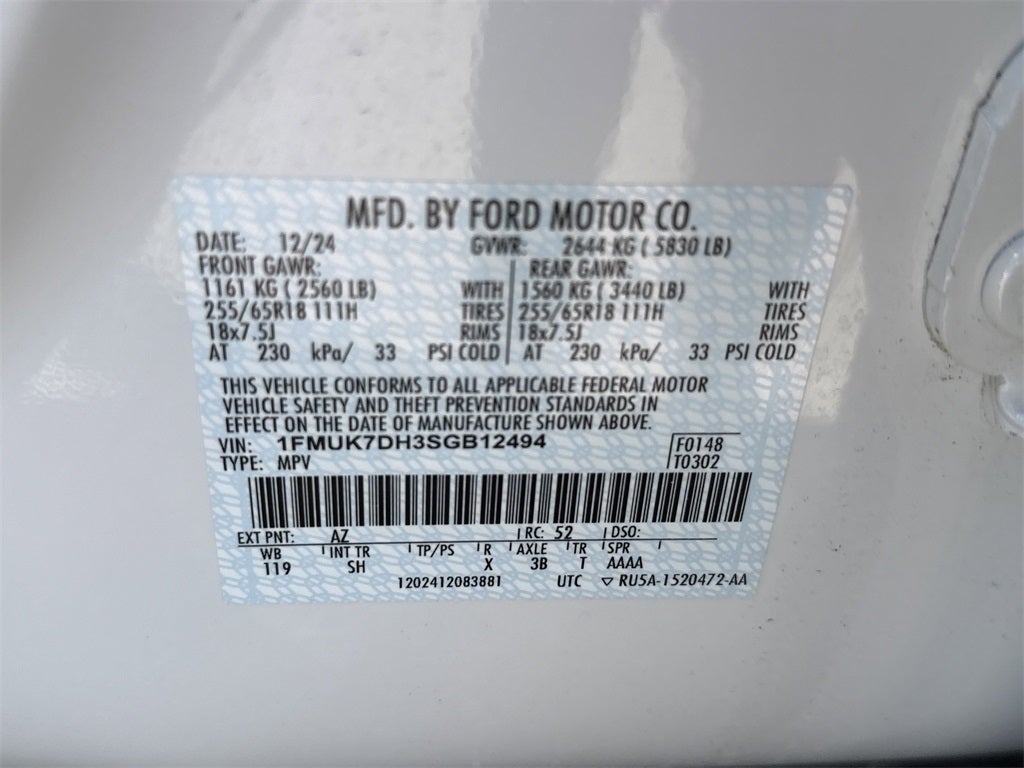 MFD. BY FORD MOTOR CO.
DATE: 12/24 GVWR: 2644 KG ( 5830 LB)
FRONT GAWR: REAR GAWR:
1161 KG ( 2560 LB) WITH 1560 KG ( 3440 LB) WITH
255/65R18 111H TIRES 255/65R18 111H TIRES
18x7.5J RIMS 18x7.5J RIMS
AT 230 kPa/ 33 PSI COLD AT 230 kPa/ 33 PSI COLD
THIS VEHICLE CONFORMS TO ALL APPLICABLE FEDERAL MOTOR
VEHICLE SAFETY AND THEFT PREVENTION STANDARDS IN
EFFECT ON THE DATE OF MANUFACTURE SHOWN ABOVE.
VIN: 1FMUK7DH3SGB12494 F0148
TYPE: MPV T0302
EXT PNT: AZ RC: 52 DSO:
WB INT TR TP/PS R AXLE TR SPR
119 SH X 3B T AAAA
1202412083881 UTC ▽ RU5A-1520472-AA